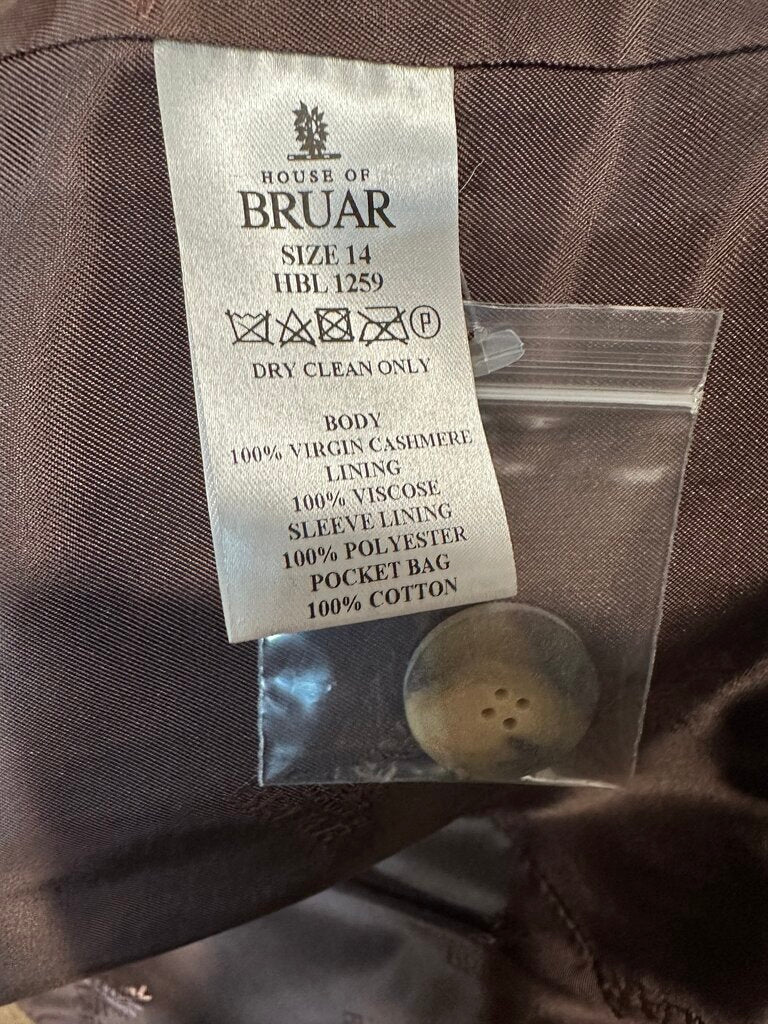 HOUSE OF
BRUAR
SIZE 14
HBL 1259
P
DRY CLEAN ONLY
BODY
100% VIRGIN CASHMERE
LINING
100% VISCOSE
SLEEVE LINING
100% POLYESTER
POCKET BAG
100% COTTON